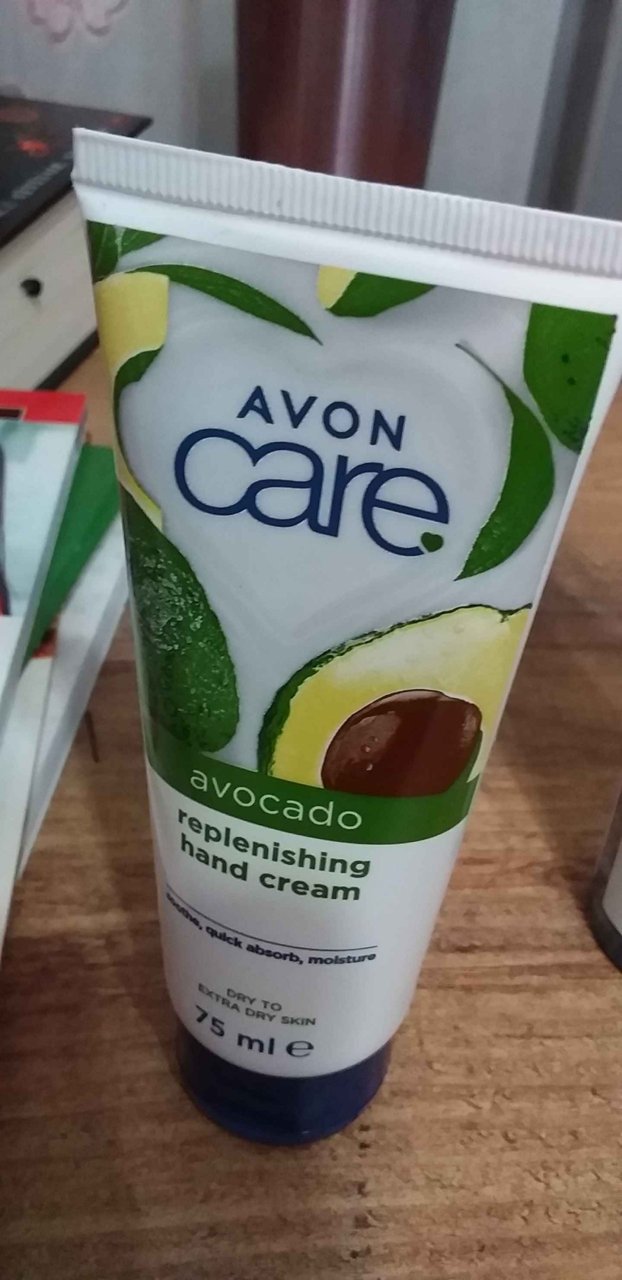 AVON
care
avocado
replenishing
hand cream
soothe, quick absorb, moisture
DRY TO
EXTRA DRY SKIN
75 ml ℮